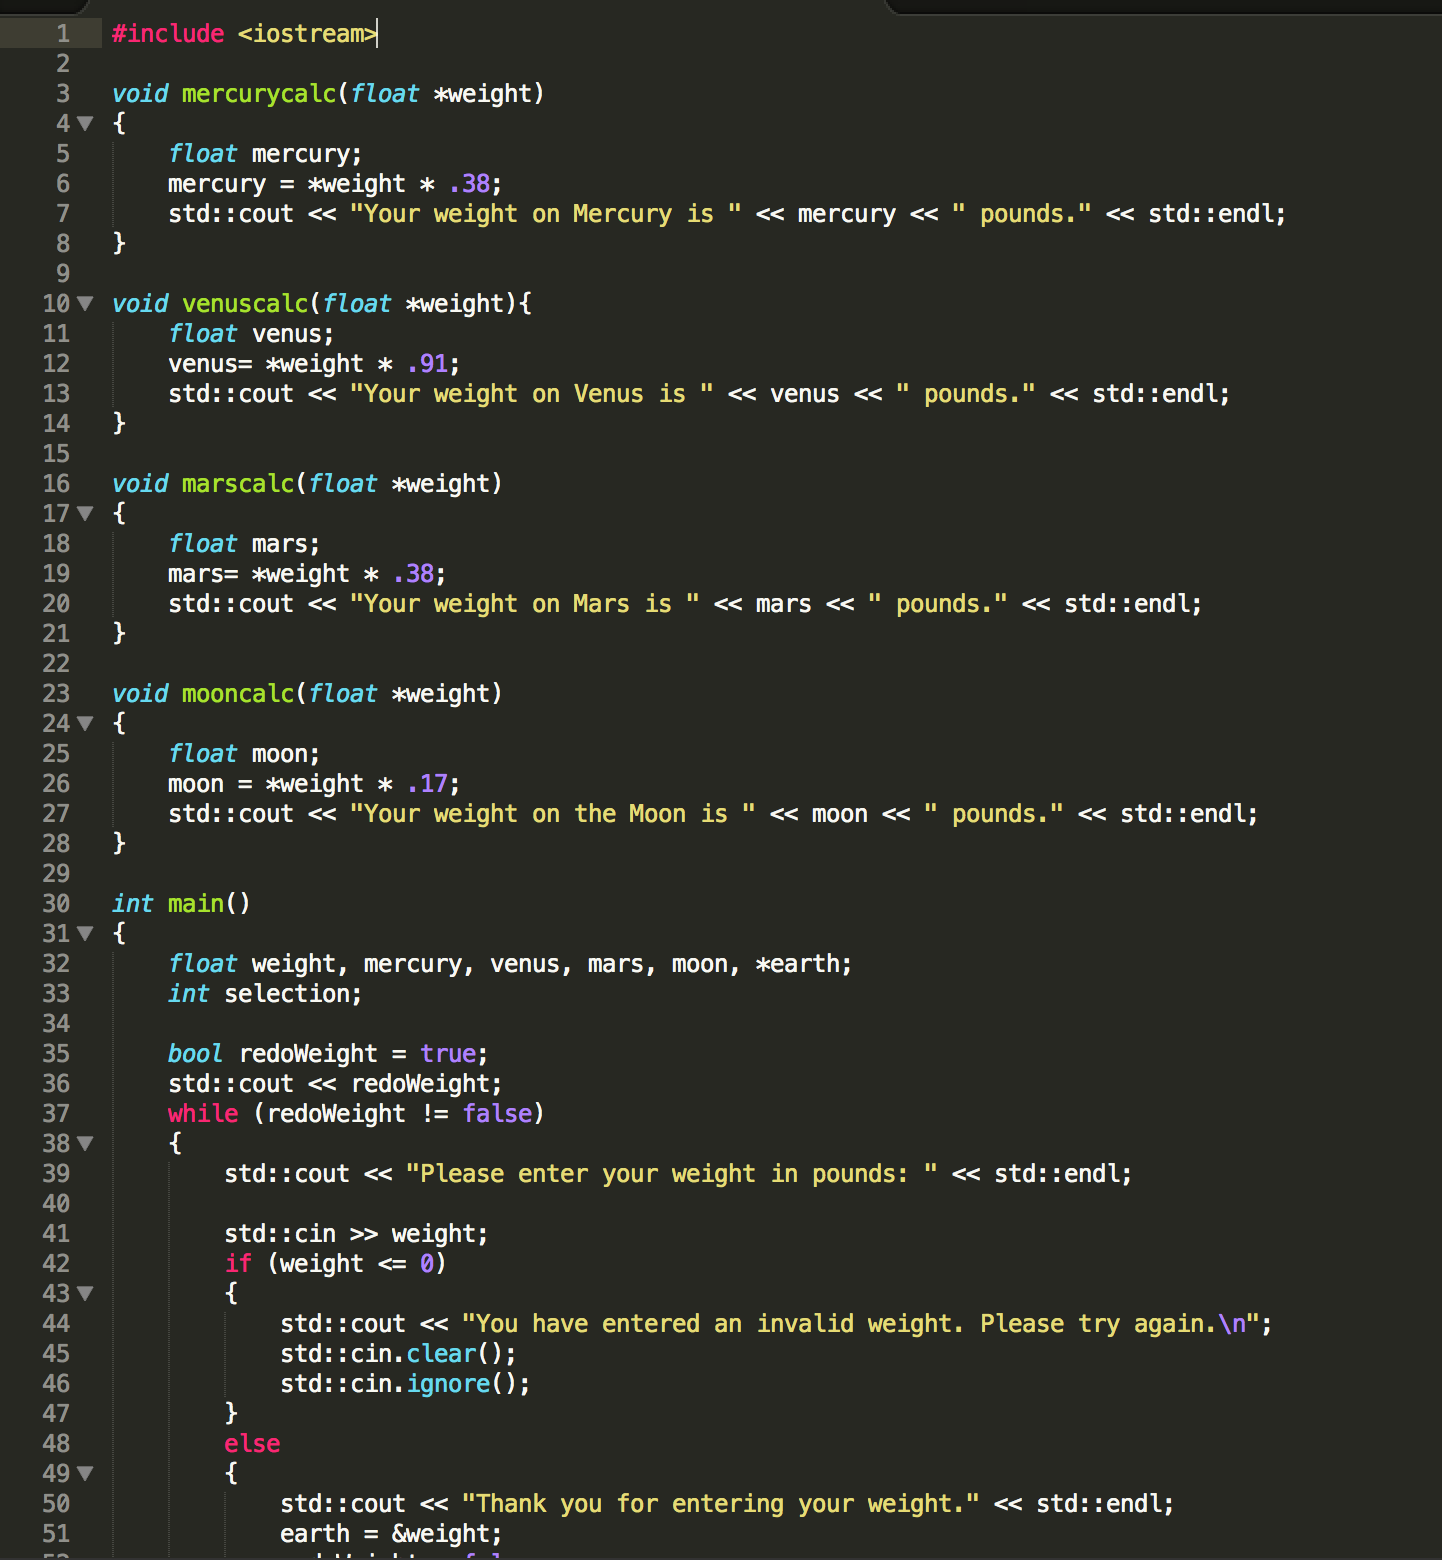 1 #include <iostream>
2
3 void mercurycalc(float *weight)
4 {
5     float mercury;
6     mercury = *weight * .38;
7     std::cout << "Your weight on Mercury is " << mercury << " pounds." << std::endl;
8 }
9
10 void venuscalc(float *weight){
11     float venus;
12     venus= *weight * .91;
13     std::cout << "Your weight on Venus is " << venus << " pounds." << std::endl;
14 }
15
16 void marscalc(float *weight)
17 {
18     float mars;
19     mars= *weight * .38;
20     std::cout << "Your weight on Mars is " << mars << " pounds." << std::endl;
21 }
22
23 void mooncalc(float *weight)
24 {
25     float moon;
26     moon = *weight * .17;
27     std::cout << "Your weight on the Moon is " << moon << " pounds." << std::endl;
28 }
29
30 int main()
31 {
32     float weight, mercury, venus, mars, moon, *earth;
33     int selection;
34
35     bool redoWeight = true;
36     std::cout << redoWeight;
37     while (redoWeight != false)
38     {
39         std::cout << "Please enter your weight in pounds: " << std::endl;
40
41         std::cin >> weight;
42         if (weight <= 0)
43         {
44             std::cout << "You have entered an invalid weight. Please try again.\n";
45             std::cin.clear();
46             std::cin.ignore();
47         }
48         else
49         {
50             std::cout << "Thank you for entering your weight." << std::endl;
51             earth = &weight;